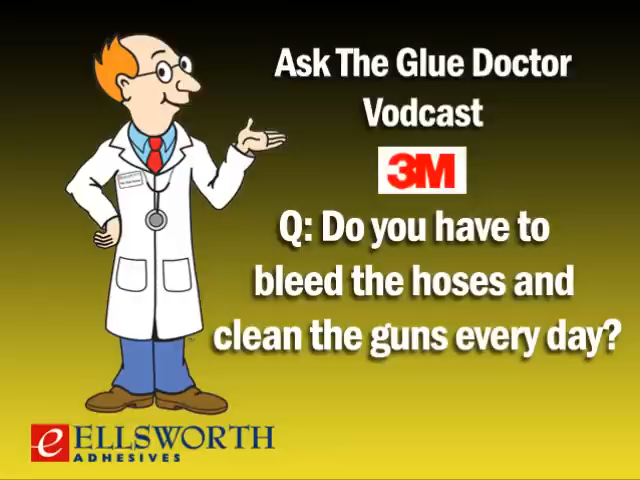 Ask The Glue Doctor
Vodcast
3M
Q: Do you have to
bleed the hoses and
clean the guns every day?
e ELLSWORTH
ADHESIVES